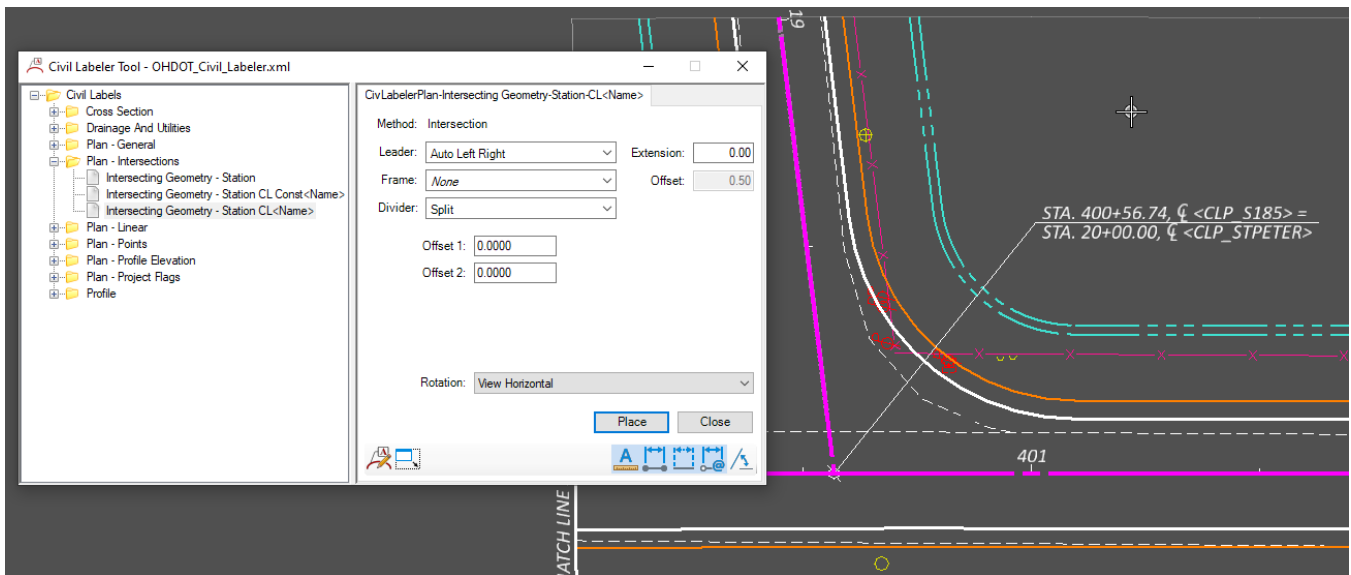 Civil Labeler Tool - OHDOT_Civil_Labeler.xml
Civil Labels
Cross Section
Drainage And Utilities
Plan - General
Plan - Intersections
Intersecting Geometry - Station
Intersecting Geometry - Station CL Const<Name>
Intersecting Geometry - Station CL<Name>
Plan - Linear
Plan - Points
Plan - Profile Elevation
Plan - Project Flags
Profile
CivLabelerPlan-Intersecting Geometry-Station-CL<Name>
Method: Intersection
Leader: Auto Left Right Extension: 0.00
Frame: None Offset: 0.50
Divider: Split
Offset 1: 0.0000
Offset 2: 0.0000
Rotation: View Horizontal
Place Close
19
STA. 400+56.74, ℄ <CLP_S185> =
STA. 20+00.00, ℄ <CLP_STPETER>
401
MATCH LINE